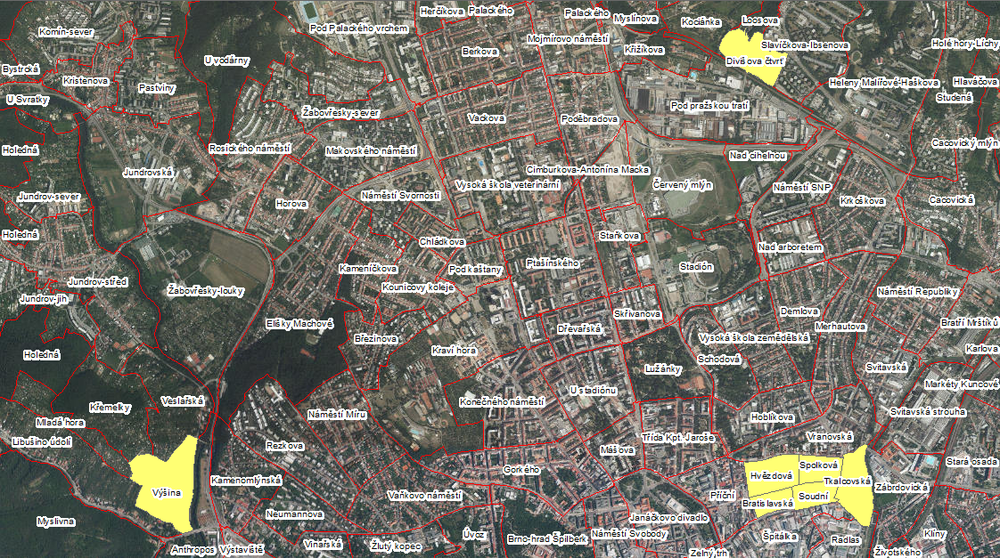 Herčíkova
Palackého
Palackého
Myslínova
Kociánka
Loosova
Komín-sever
Pod Palackého vrchem
Mojmírovo náměstí
Berkova
Křižíkova
Slavíčkova-Ibsenova
Holé hory-Líchy
U vodárny
Divišova čtvrť
Bystrcká
Kristenova
Pastviny
Heleny Malířové-Haškova
Hlaváčova
U Svratky
Studená
Pod pražskou tratí
Žabovřesky-sever
Vackova
Poděbradova
Cacovický mlýn
Holedná
Rosického náměstí
Makovského náměstí
Nad cihelnou
Jundrovská
Cimburkova-Antonína Macka
Vysoká škola veterinární
Červený mlýn
Náměstí SNP
Jundrov-sever
Náměstí Svornosti
Horova
Krkoškova
Cacovická
Holedná
Chládkova
Staňkova
Nad arboretem
Kameníčkova
Pod kaštany
Ptašínského
Stadión
Jundrov-střed
Žabovřesky-louky
Kounicovy koleje
Náměstí Republiky
Jundrov-jih
Skřivanova
Demlova
Elišky Machové
Merhautova
Bratří Mrštíků
Dřevařská
Březinova
Vysoká škola zemědělská
Kraví hora
Karlova
Holedná
Schodová
Lužánky
Svitavská
Markéty Kuncové
U stadiónu
Veslařská
Konečného náměstí
Křemelky
Náměstí Míru
Hoblíkova
Svitavská strouha
Mladá hora
Třída Kpt. Jaroše
Vranovská
Libušino údolí
Rezkova
Mášova
Stará osada
Gorkého
Spolková
Hvězdová
Kamenomlýnská
Tkalcovská
Zábrdovická
Výšina
Vaňkovo náměstí
Příční
Soudní
Bratislavská
Neumannova
Janáčkovo divadlo
Myslivna
Úvoz
Brno-hrad Špilberk
Náměstí Svobody
Špitálka
Radlas
Klíny
Vinařská
Žlutý kopec
Anthropos
Výstaviště
Zelný trh
Životského